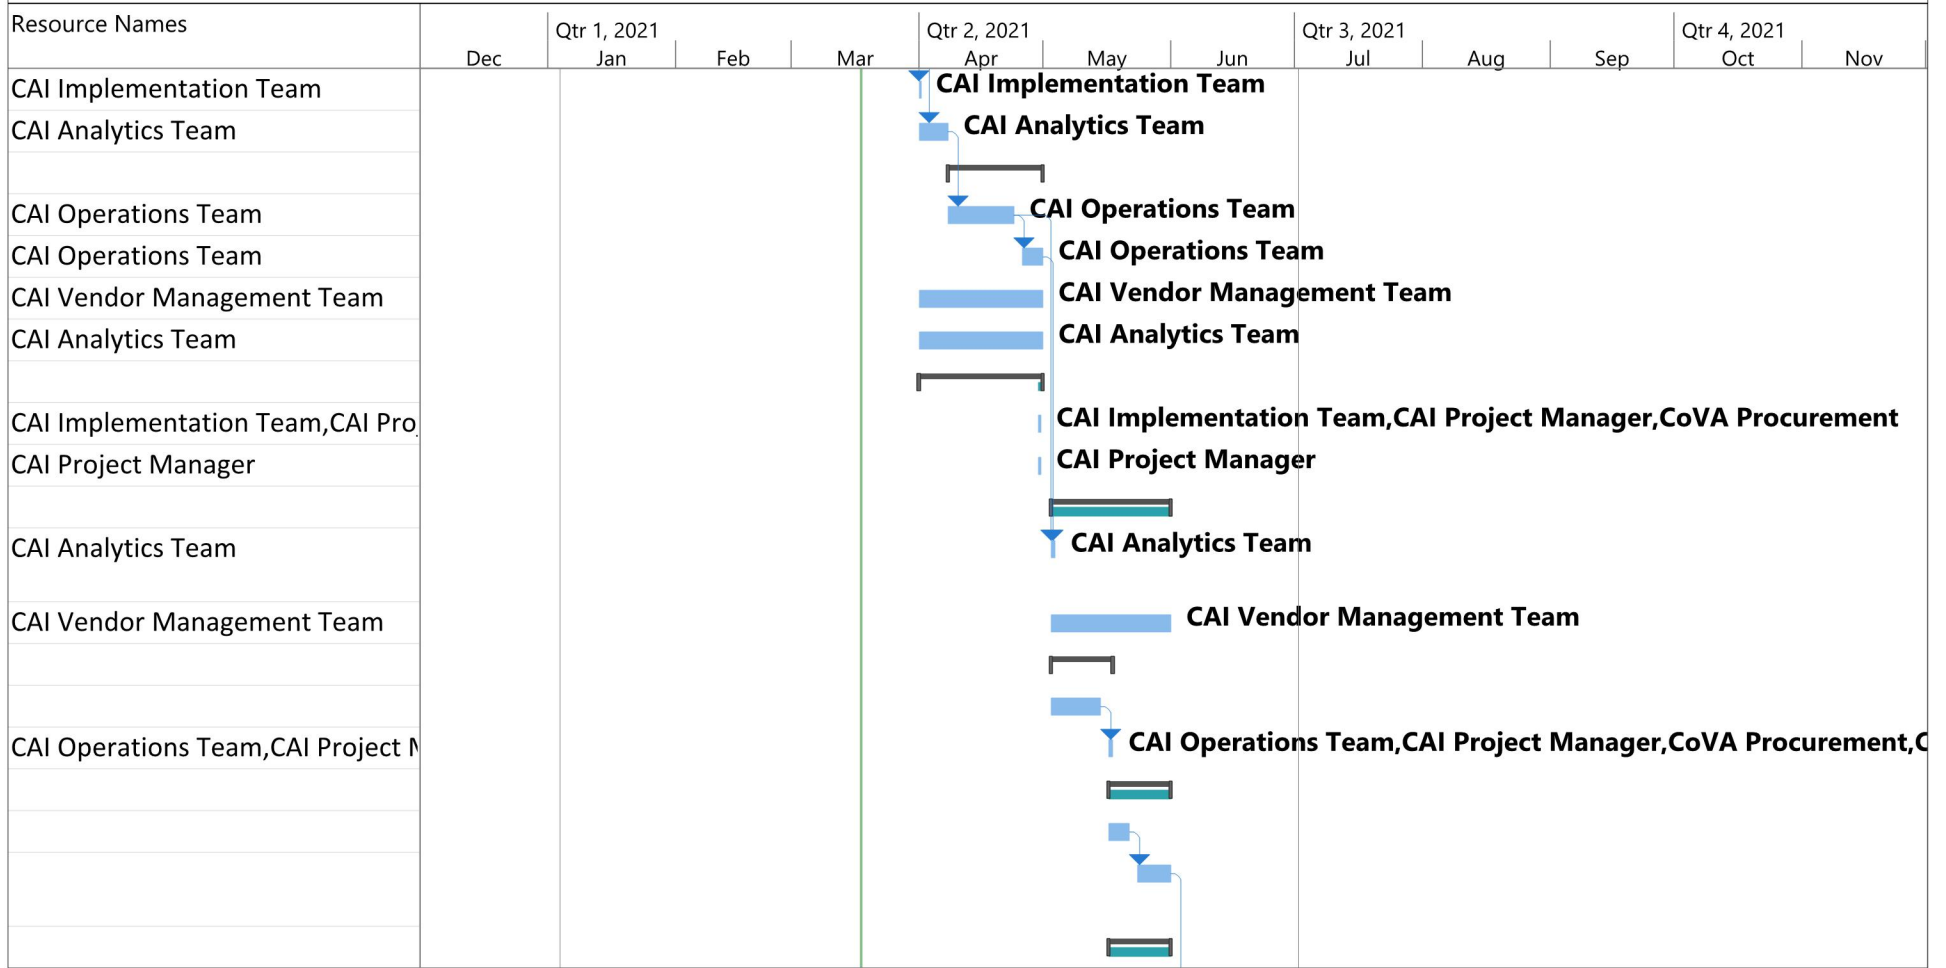 Resource Names
Qtr 1, 2021 Qtr 2, 2021 Qtr 3, 2021 Qtr 4, 2021
Dec Jan Feb Mar Apr May Jun Jul Aug Sep Oct Nov
CAI Implementation Team CAI Implementation Team
CAI Analytics Team CAI Analytics Team
CAI Operations Team CAI Operations Team
CAI Operations Team CAI Operations Team
CAI Vendor Management Team CAI Vendor Management Team
CAI Analytics Team CAI Analytics Team
CAI Implementation Team,CAI Pro CAI Implementation Team,CAI Project Manager,CoVA Procurement
CAI Project Manager CAI Project Manager
CAI Analytics Team CAI Analytics Team
CAI Vendor Management Team CAI Vendor Management Team
CAI Operations Team,CAI Project CAI Operations Team,CAI Project Manager,CoVA Procurement,